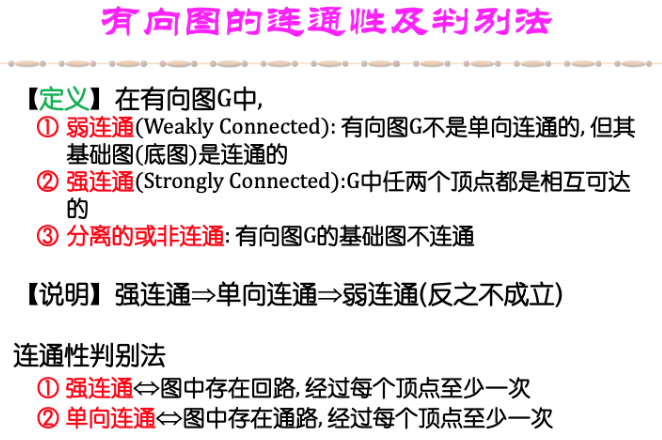 有向图的连通性及判别法
【定义】在有向图G中,
① 弱连通(Weakly Connected): 有向图G不是单向连通的, 但其
基础图(底图)是连通的
② 强连通(Strongly Connected):G中任两个顶点都是相互可达
的
③ 分离的或非连通: 有向图G的基础图不连通
【说明】强连通⇒单向连通⇒弱连通(反之不成立)
连通性判别法
① 强连通⇔图中存在回路, 经过每个顶点至少一次
② 单向连通⇔图中存在通路, 经过每个顶点至少一次